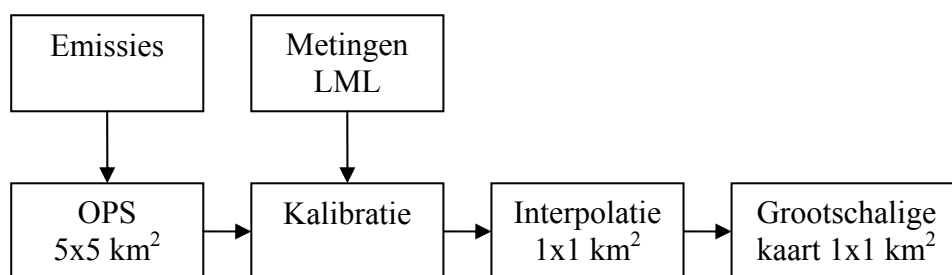 Emissies
Metingen
LML
OPS
5x5 km²
Kalibratie
Interpolatie
1x1 km²
Grootschalige
kaart 1x1 km²